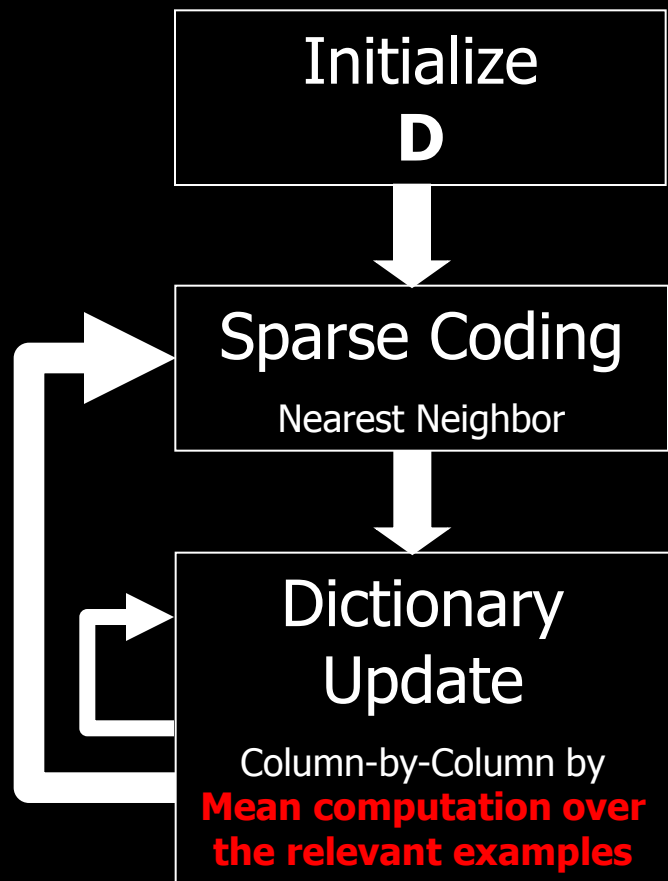 Initialize
D
Sparse Coding
Nearest Neighbor
Dictionary
Update
Column-by-Column by
Mean computation over
the relevant examples